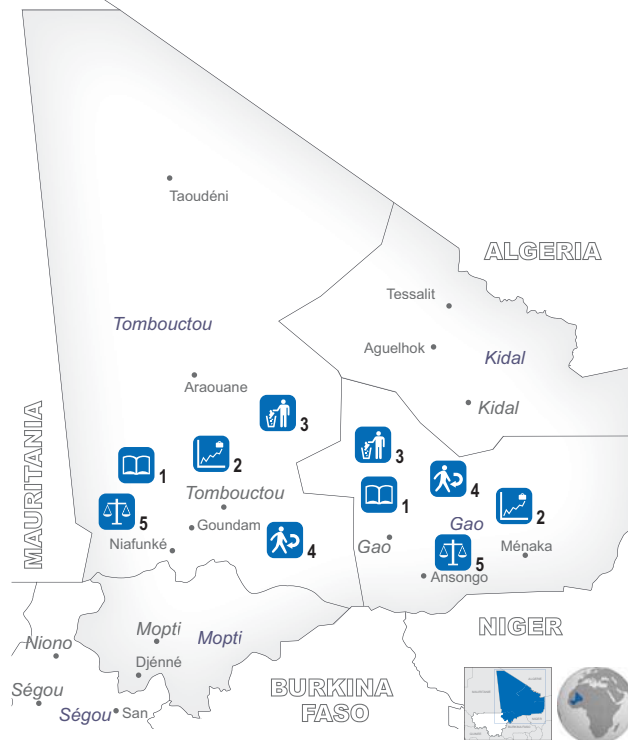 Taoudéni
ALGERIA
Tessalit
Tombouctou
Aguelhok
Kidal
Araouane
Kidal
MAURITANIA
3
3
2
1
4
1
Tombouctou
2
5
Goundam
Gao
Gao
4
5
Niafunké
Ménaka
Ansongo
NIGER
Mopti
Mopti
Niono
Djénné
BURKINA
FASO
Ségou
Ségou
San